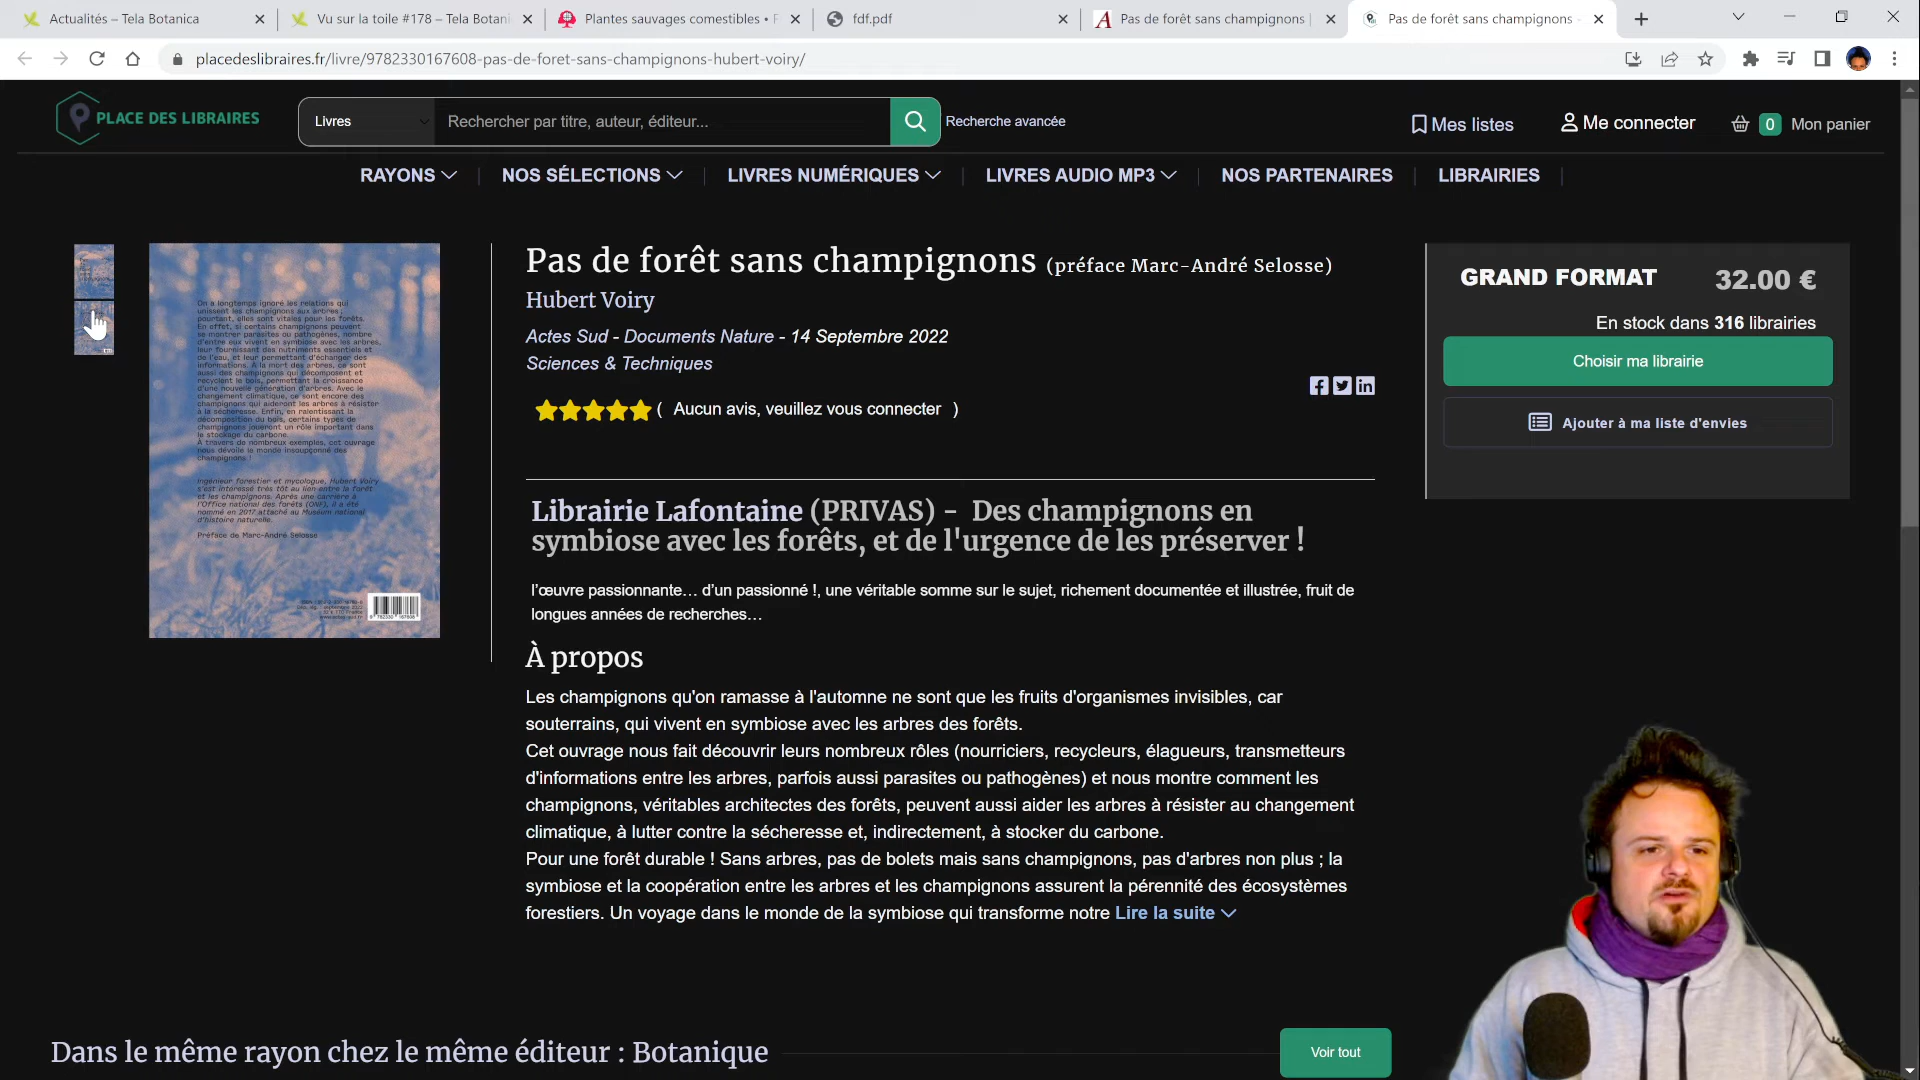 Actualités – Tela Botanica
Vu sur la toile #178 – Tela Botani
Plantes sauvages comestibles • F
fdf.pdf
Pas de forêt sans champignons |
Pas de forêt sans champignons -
placedeslibraires.fr/livre/9782330167608-pas-de-foret-sans-champignons-hubert-voiry/
PLACE DES LIBRAIRES
Livres
Rechercher par titre, auteur, éditeur...
Recherche avancée
Mes listes
Me connecter
0 Mon panier
RAYONS
NOS SÉLECTIONS
LIVRES NUMÉRIQUES
LIVRES AUDIO MP3
NOS PARTENAIRES
LIBRAIRIES
On a longtemps ignoré les relations qui
unissent les champignons aux arbres ;
pourtant, elles sont vitales pour les forêts.
En effet, si certains champignons peuvent
se montrer parasites ou pathogènes, nombre
d'entre eux vivent en symbiose avec les arbres,
leur fournissant des nutriments essentiels et
de l'eau, et leur permettant d'échanger des
informations. À la mort des arbres, ce sont
aussi des champignons qui décomposent et
recyclent le bois, permettant la croissance
d'une nouvelle génération d'arbres. Avec le
changement climatique, ce sont encore des
champignons qui aideront les arbres à résister
à la sécheresse. Enfin, en ralentissant la
décomposition du bois, certains types de
champignons joueront un rôle important dans
le stockage du carbone.
À travers de nombreux exemples, cet ouvrage
nous dévoile le monde insoupçonné des
champignons !
Ingénieur forestier et mycologue, Hubert Voiry
s'est intéressé très tôt au lien entre la forêt
et les champignons. Après une carrière à
l'Office national des forêts (ONF), il a été
nommé en 2017 attaché au Muséum national
d'histoire naturelle.
Préface de Marc-André Selosse
Pas de forêt sans champignons (préface Marc-André Selosse)
Hubert Voiry
Actes Sud - Documents Nature - 14 Septembre 2022
Sciences & Techniques
( Aucun avis, veuillez vous connecter )
GRAND FORMAT 32.00 €
En stock dans 316 librairies
Choisir ma librairie
Ajouter à ma liste d'envies
Librairie Lafontaine (PRIVAS) - Des champignons en
symbiose avec les forêts, et de l'urgence de les préserver !
l'œuvre passionnante… d'un passionné !, une véritable somme sur le sujet, richement documentée et illustrée, fruit de
longues années de recherches…
À propos
Les champignons qu'on ramasse à l'automne ne sont que les fruits d'organismes invisibles, car
souterrains, qui vivent en symbiose avec les arbres des forêts.
Cet ouvrage nous fait découvrir leurs nombreux rôles (nourriciers, recycleurs, élagueurs, transmetteurs
d'informations entre les arbres, parfois aussi parasites ou pathogènes) et nous montre comment les
champignons, véritables architectes des forêts, peuvent aussi aider les arbres à résister au changement
climatique, à lutter contre la sécheresse et, indirectement, à stocker du carbone.
Pour une forêt durable ! Sans arbres, pas de bolets mais sans champignons, pas d'arbres non plus ; la
symbiose et la coopération entre les arbres et les champignons assurent la pérennité des écosystèmes
forestiers. Un voyage dans le monde de la symbiose qui transforme notre Lire la suite
Dans le même rayon chez le même éditeur : Botanique
Voir tout